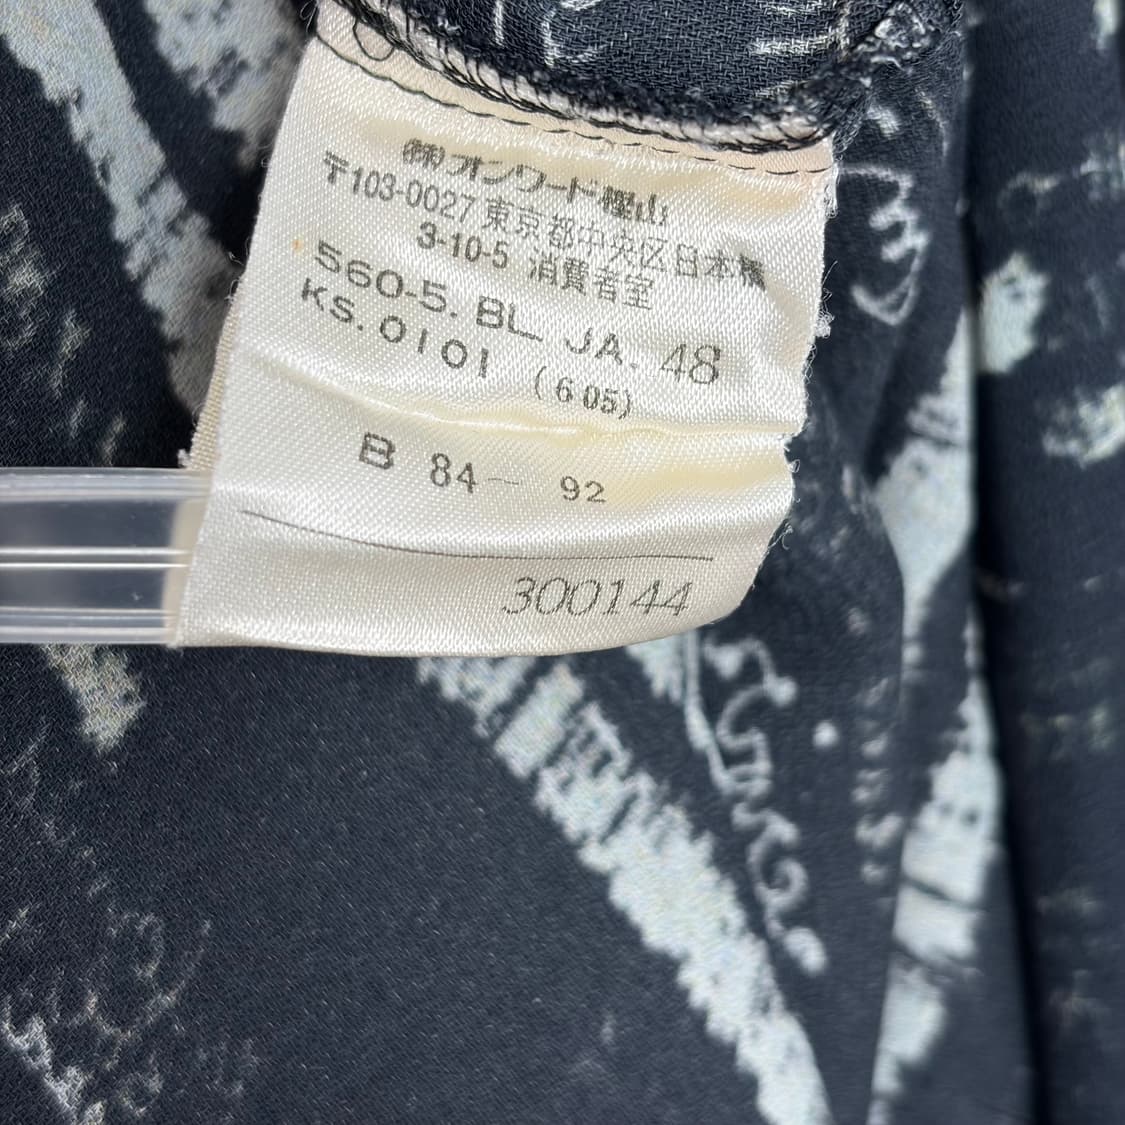 ㈱オンワード樫山
〒103-0027 東京都中央区日本橋
3-10-5 消費者室
560-5. BL JA. 48
KS. 0101 (6 05)
B 84－ 92
300144